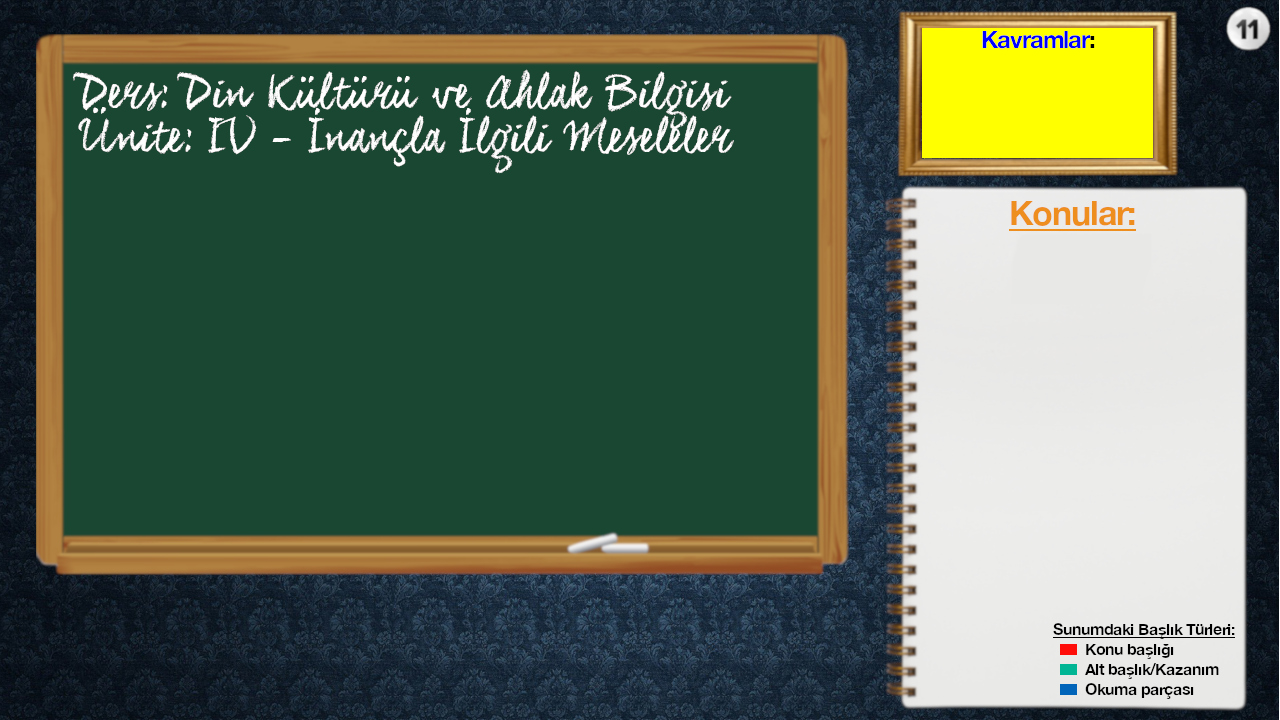 Ders: Din Kültürü ve Ahlak Bilgisi
Ünite: IV - İnançla İlgili Meseleler
Kavramlar:
11
Konular:
Sunumdaki Başlık Türleri:
Konu başlığı
Alt başlık/Kazanım
Okuma parçası